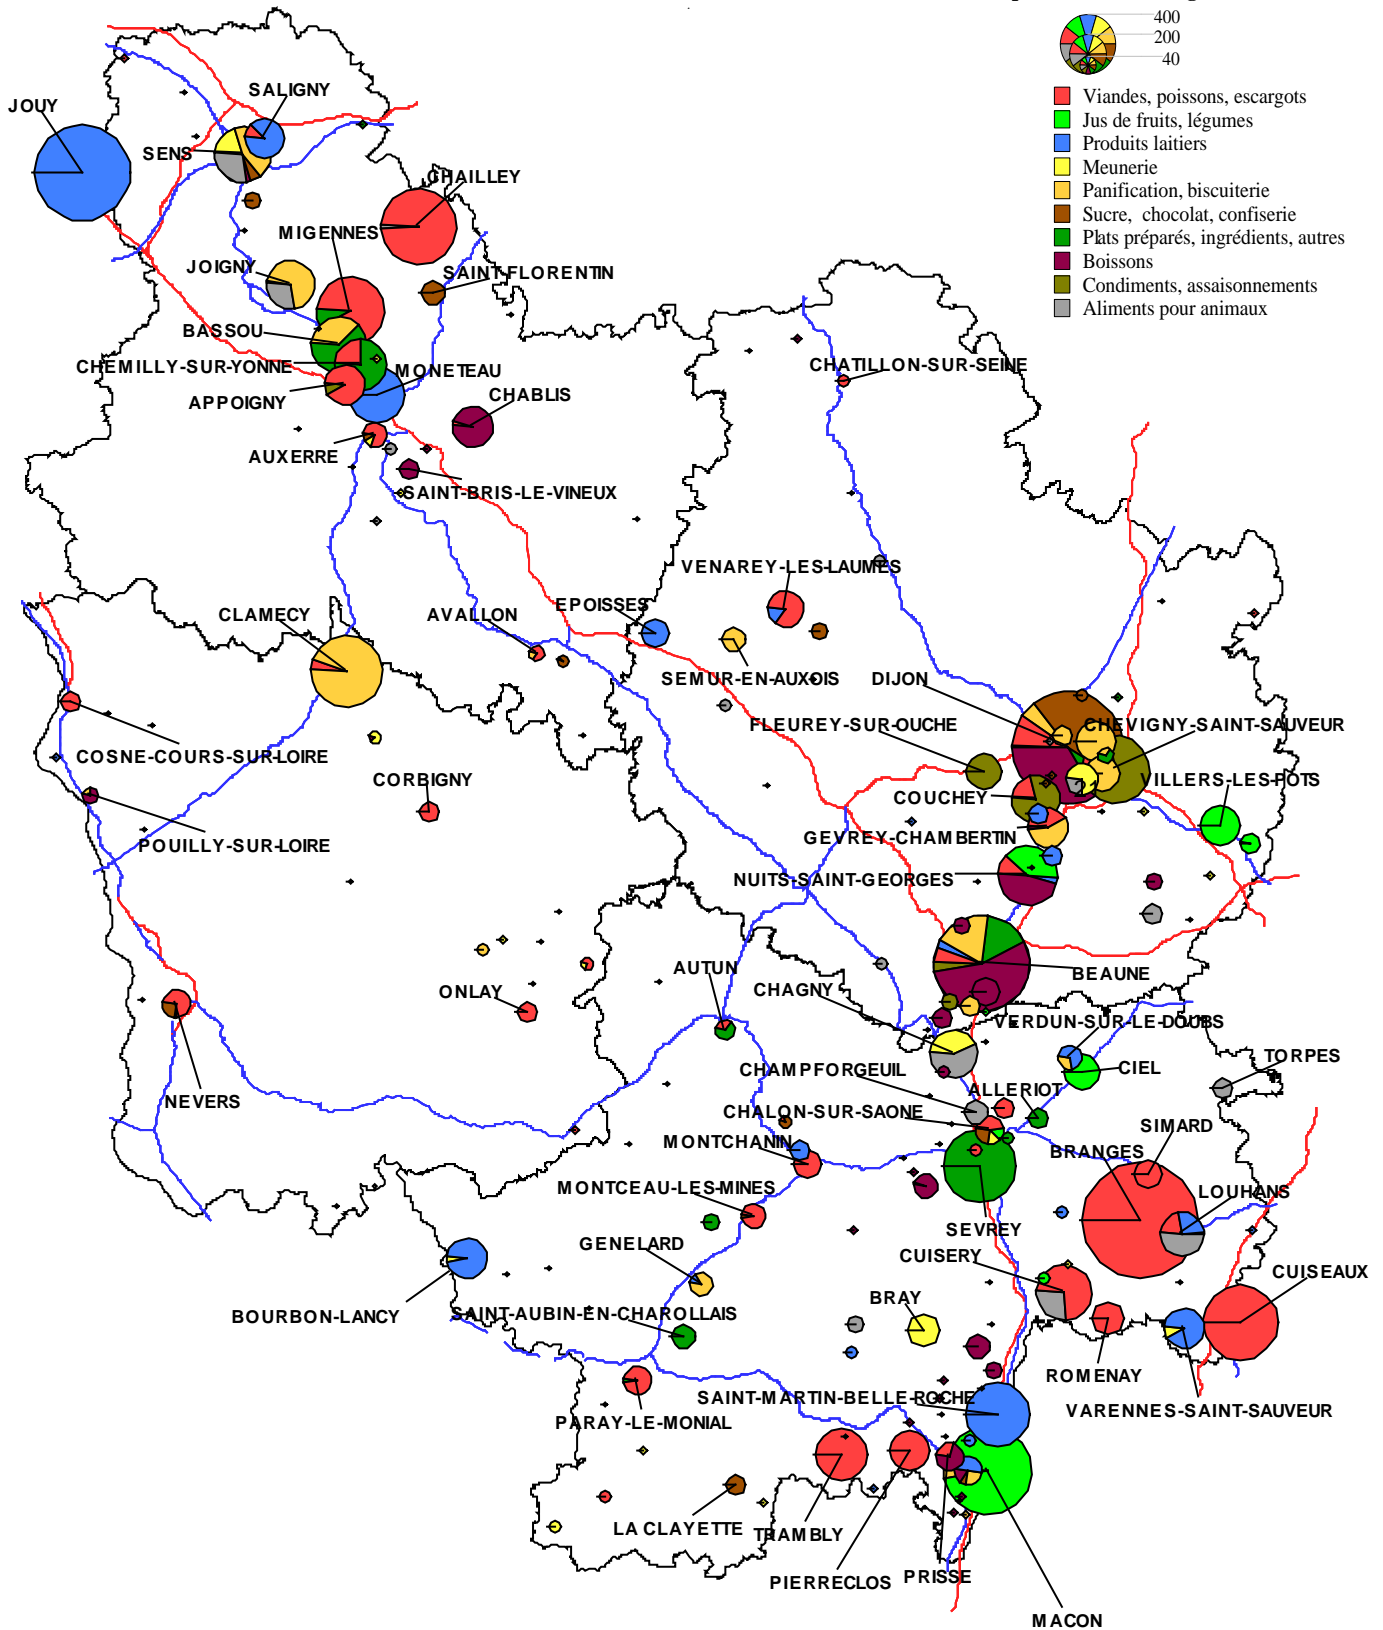 400
200
40
Viandes, poissons, escargots
Jus de fruits, légumes
Produits laitiers
Meunerie
Panification, biscuiterie
Sucre, chocolat, confiserie
Plats préparés, ingrédients, autres
Boissons
Condiments, assaisonnements
Aliments pour animaux
JOUY
SALIGNY
SENS
CHAILLEY
MIGENNES
JOIGNY
SAINT-FLORENTIN
BASSOU
CHEMILLY-SUR-YONNE
MONETEAU
APPOIGNY
CHABLIS
AUXERRE
SAINT-BRIS-LE-VINEUX
CHATILLON-SUR-SEINE
VENAREY-LES-LAUMES
CLAMECY
AVALLON
EPOISSES
SEMUR-EN-AUXOIS
DIJON
FLEUREY-SUR-OUCHE
CHEVIGNY-SAINT-SAUVEUR
COSNE-COURS-SUR-LOIRE
CORBIGNY
VILLERS-LES-POTS
COUCHEY
GEVREY-CHAMBERTIN
POUILLY-SUR-LOIRE
NUITS-SAINT-GEORGES
BEAUNE
AUTUN
CHAGNY
ONLAY
VERDUN-SUR-LE-DOUBS
TORPES
CHAMPFORGEUIL
CIEL
NEVERS
ALLERIOT
CHALON-SUR-SAONE
SIMARD
MONTCHANIN
BRANGES
MONTCEAU-LES-MINES
LOUHANS
SEVREY
GENELARD
CUISERY
CUISEAUX
BOURBON-LANCY
SAINT-AUBIN-EN-CHAROLLAIS
BRAY
ROMENAY
SAINT-MARTIN-BELLE-ROCHE
VARENNES-SAINT-SAUVEUR
PARAY-LE-MONIAL
LA CLAYETTE
TRAMBLY
PIERRECLOS
PRISSE
MACON